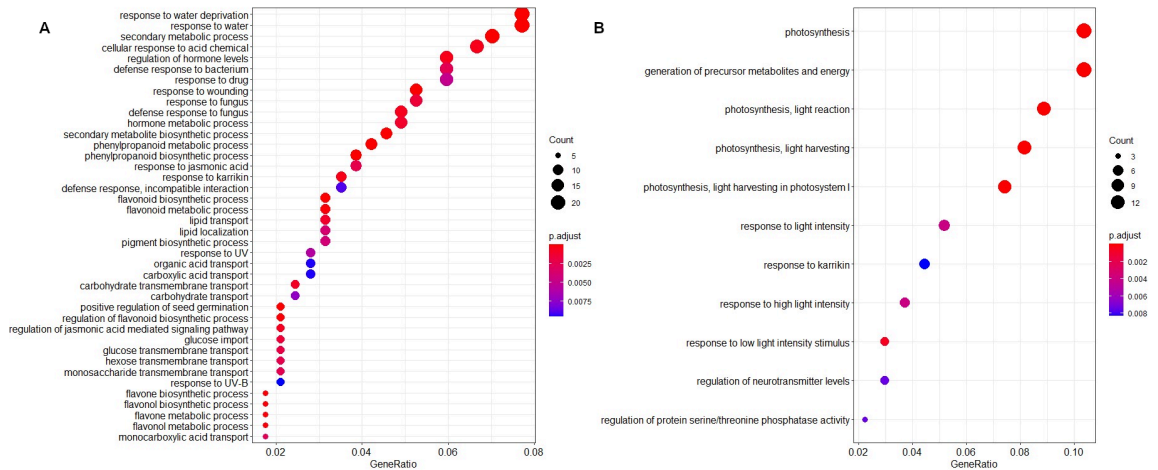 A
response to water deprivation
response to water
secondary metabolic process
cellular response to acid chemical
regulation of hormone levels
defense response to bacterium
response to drug
response to wounding
response to fungus
defense response to fungus
hormone metabolic process
secondary metabolite biosynthetic process
phenylpropanoid metabolic process
phenylpropanoid biosynthetic process
response to jasmonic acid
response to karrikin
defense response, incompatible interaction
flavonoid biosynthetic process
flavonoid metabolic process
lipid transport
lipid localization
pigment biosynthetic process
response to UV
organic acid transport
carboxylic acid transport
carbohydrate transmembrane transport
carbohydrate transport
positive regulation of seed germination
regulation of flavonoid biosynthetic process
regulation of jasmonic acid mediated signaling pathway
glucose import
glucose transmembrane transport
hexose transmembrane transport
monosaccharide transmembrane transport
response to UV-B
flavone biosynthetic process
flavonol biosynthetic process
flavone metabolic process
flavonol metabolic process
monocarboxylic acid transport
0.02 0.04 0.06 0.08
GeneRatio
Count
5
10
15
20
p.adjust
0.0025
0.0050
0.0075
B
photosynthesis
generation of precursor metabolites and energy
photosynthesis, light reaction
photosynthesis, light harvesting
photosynthesis, light harvesting in photosystem I
response to light intensity
response to karrikin
response to high light intensity
response to low light intensity stimulus
regulation of neurotransmitter levels
regulation of protein serine/threonine phosphatase activity
0.02 0.04 0.06 0.08 0.10
GeneRatio
Count
3
6
9
12
p.adjust
0.002
0.004
0.006
0.008